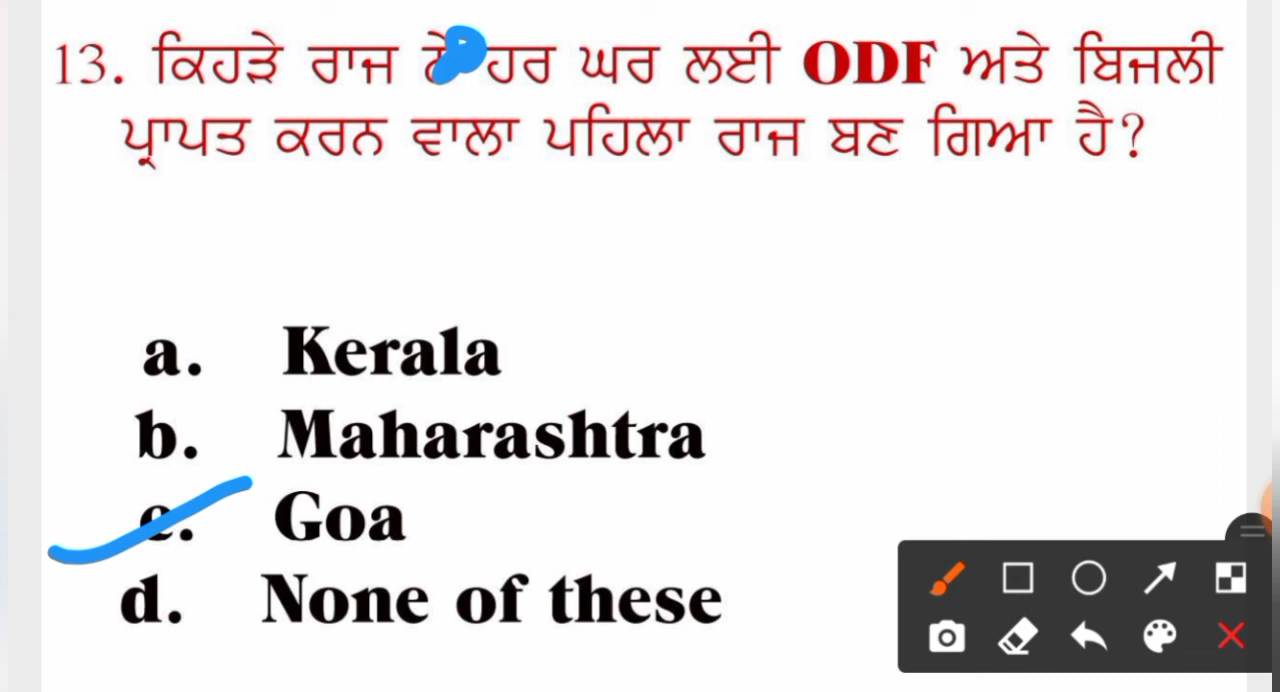 13. ਕਿਹੜੇ ਰਾਜ ਹਰ ਘਰ ਲਈ ODF ਅਤੇ ਬਿਜਲੀ
ਪ੍ਰਾਪਤ ਕਰਨ ਵਾਲਾ ਪਹਿਲਾ ਰਾਜ ਬਣ ਗਿਆ ਹੈ?
a. Kerala
b. Maharashtra
c. Goa
d. None of these